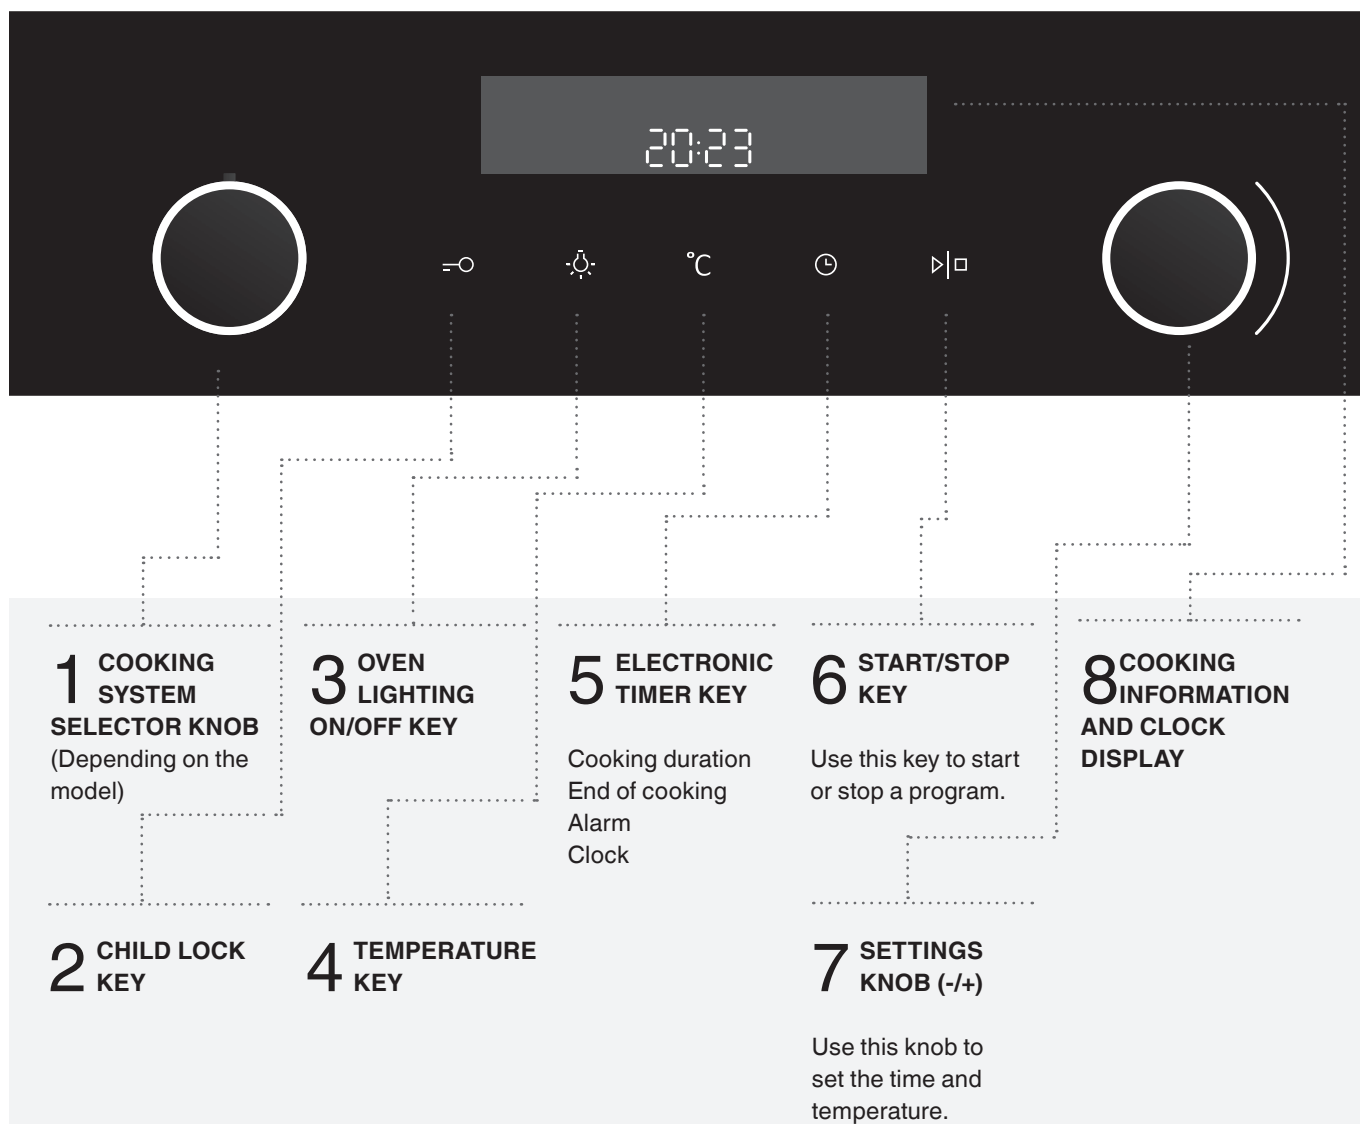 20:23
°C
1 COOKING
SYSTEM
SELECTOR KNOB
(Depending on the
model)
2 CHILD LOCK
KEY
3 OVEN
LIGHTING
ON/OFF KEY
4 TEMPERATURE
KEY
5 ELECTRONIC
TIMER KEY
Cooking duration
End of cooking
Alarm
Clock
6 START/STOP
KEY
Use this key to start
or stop a program.
7 SETTINGS
KNOB (-/+)
Use this knob to
set the time and
temperature.
8 COOKING
INFORMATION
AND CLOCK
DISPLAY